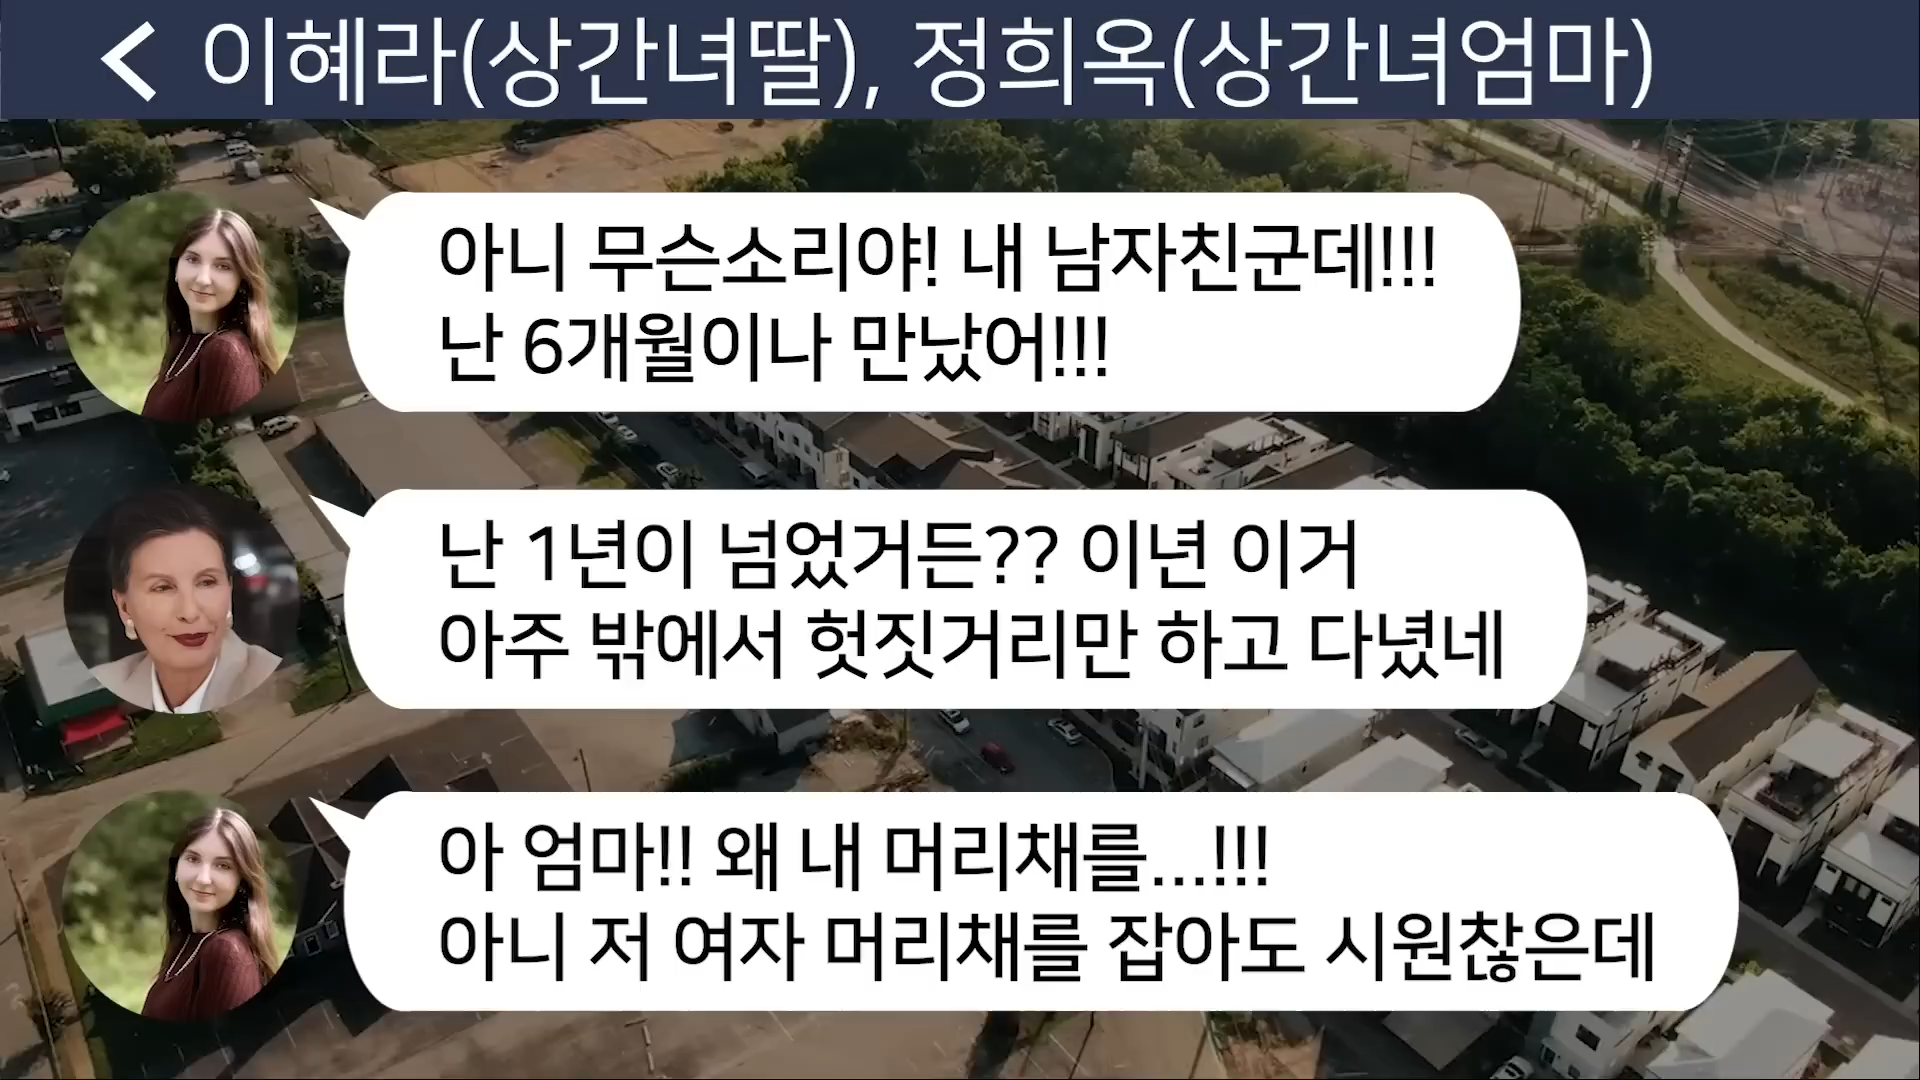 이혜라(상간녀딸), 정희옥(상간녀엄마)
아니 무슨소리야! 내 남자친군데!!!
난 6개월이나 만났어!!!
난 1년이 넘었거든?? 이년 이거
아주 밖에서 헛짓거리만 하고 다녔네
아 엄마!! 왜 내 머리채를...!!!
아니 저 여자 머리채를 잡아도 시원찮은데